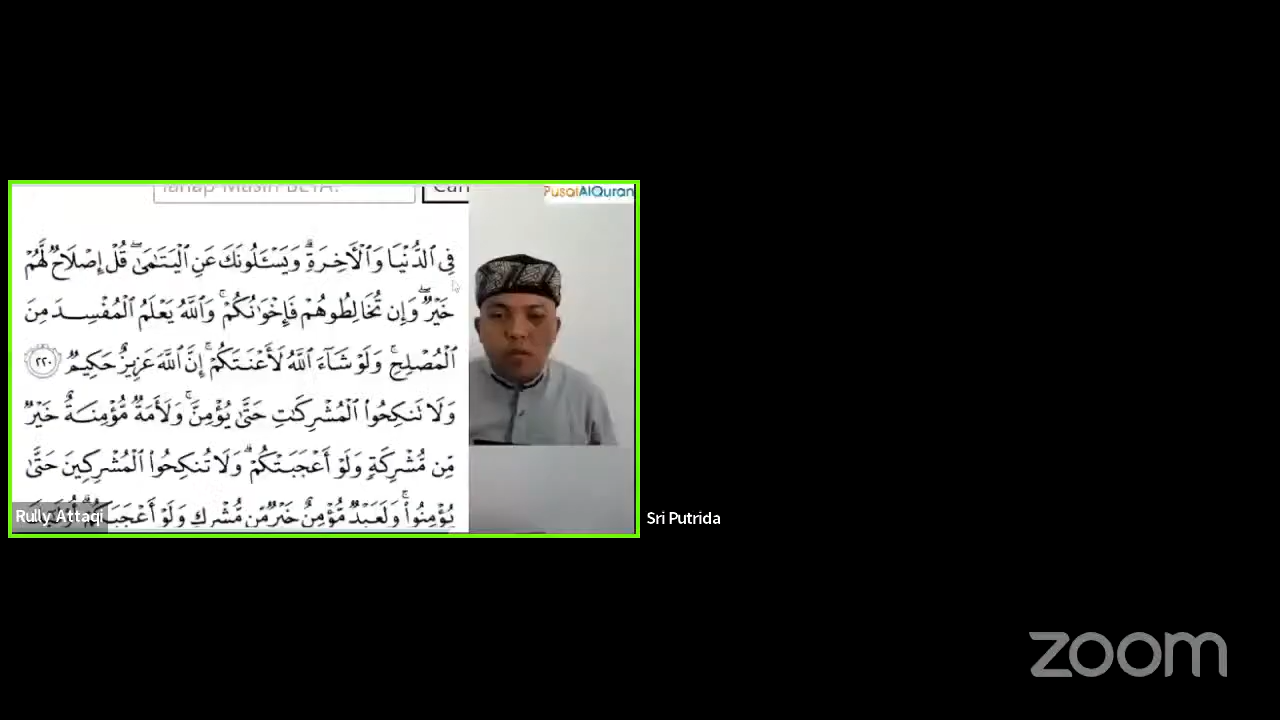 Tahap Masih BETA!
Cari
PusatAlQuran
فِى ٱلدُّنْيَا وَٱلْـَٔاخِرَةِ ۗ وَيَسْـَٔلُونَكَ عَنِ ٱلْيَتَـٰمَىٰ ۖ قُلْ إِصْلَاحٌ لَّهُمْ
خَيْرٌ ۖ وَإِن تُخَالِطُوهُمْ فَإِخْوَٰنُكُمْ ۚ وَٱللَّهُ يَعْلَمُ ٱلْمُفْسِدَ مِنَ
ٱلْمُصْلِحِ ۚ وَلَوْ شَآءَ ٱللَّهُ لَأَعْنَتَكُمْ ۚ إِنَّ ٱللَّهَ عَزِيزٌ حَكِيمٌ ٢٢٠
وَلَا تَنكِحُوا۟ ٱلْمُشْرِكَـٰتِ حَتَّىٰ يُؤْمِنَّ ۚ وَلَأَمَةٌ مُّؤْمِنَةٌ خَيْرٌ
مِّن مُّشْرِكَةٍ وَلَوْ أَعْجَبَتْكُمْ ۗ وَلَا تُنكِحُوا۟ ٱلْمُشْرِكِينَ حَتَّىٰ
يُؤْمِنُوا۟ ۚ وَلَعَبْدٌ مُّؤْمِنٌ خَيْرٌ مِّن مُّشْرِكٍ وَلَوْ أَعْجَبَكُمْ ۗ
Rully Attaqi
Sri Putrida
zoom